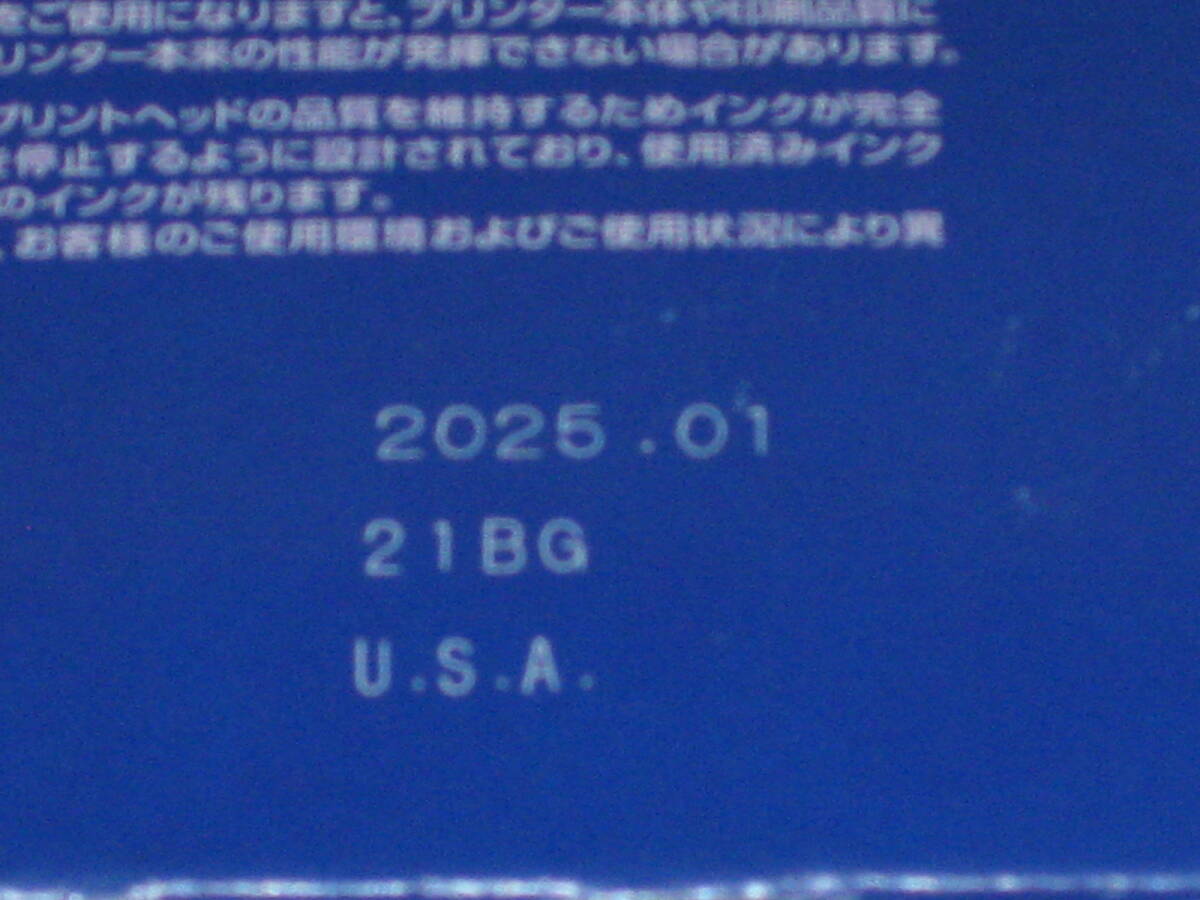 をご使用になりますと、プリンター本体や印刷品質に
リンター本来の性能が発揮できない場合があります。
プリントヘッドの品質を維持するためインクが完全
を停止するように設計されており、使用済みインク
のインクが残ります。
、お客様のご使用環境およびご使用状況により異
2025.01
21BG
U.S.A.